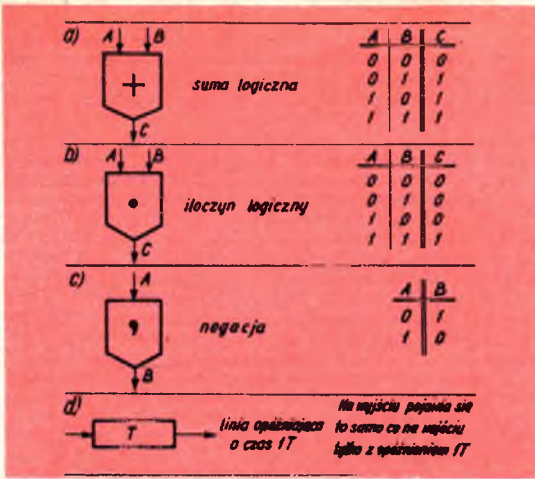 a) A B A B C
+ suma logiczna 0 0 0
0 1 1
1 0 1
1 1 1
C
b) A B A B C
• iloczyn logiczny 0 0 0
0 1 0
1 0 0
1 1 1
C
c) A A B
negacja 0 1
1 0
B
d) Na wyjściu pojawia się
T linia opóźniająca to samo co na wejściu
o czas 1T tylko z opóźnieniem 1T